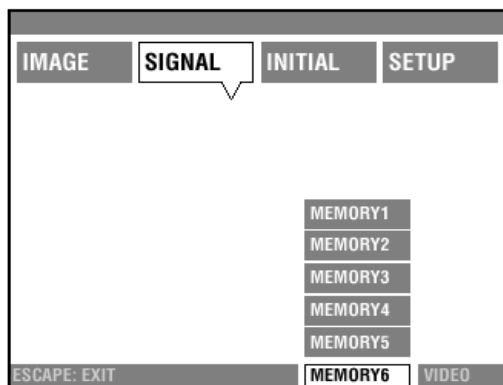 IMAGE SIGNAL INITIAL SETUP
MEMORY1
MEMORY2
MEMORY3
MEMORY4
MEMORY5
ESCAPE: EXIT MEMORY6 VIDEO